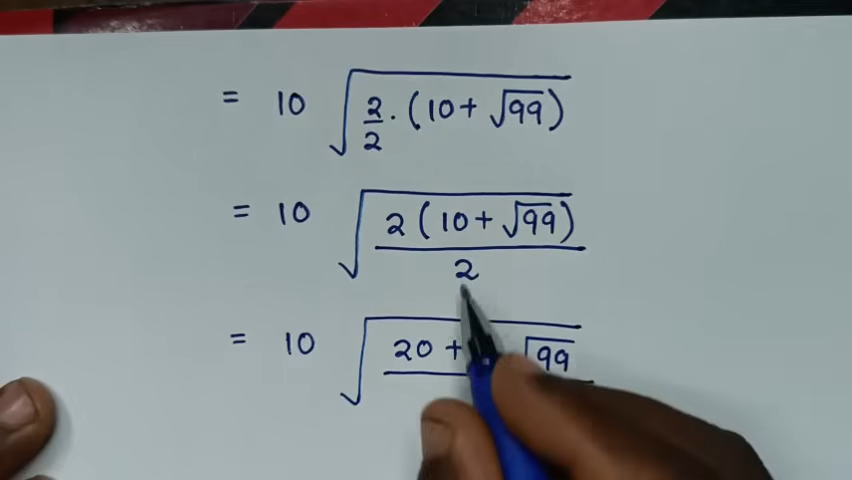 = 10 √(2/2 · (10 + √99))
= 10 √(2(10 + √99)/2)
= 10 √(20 + √99